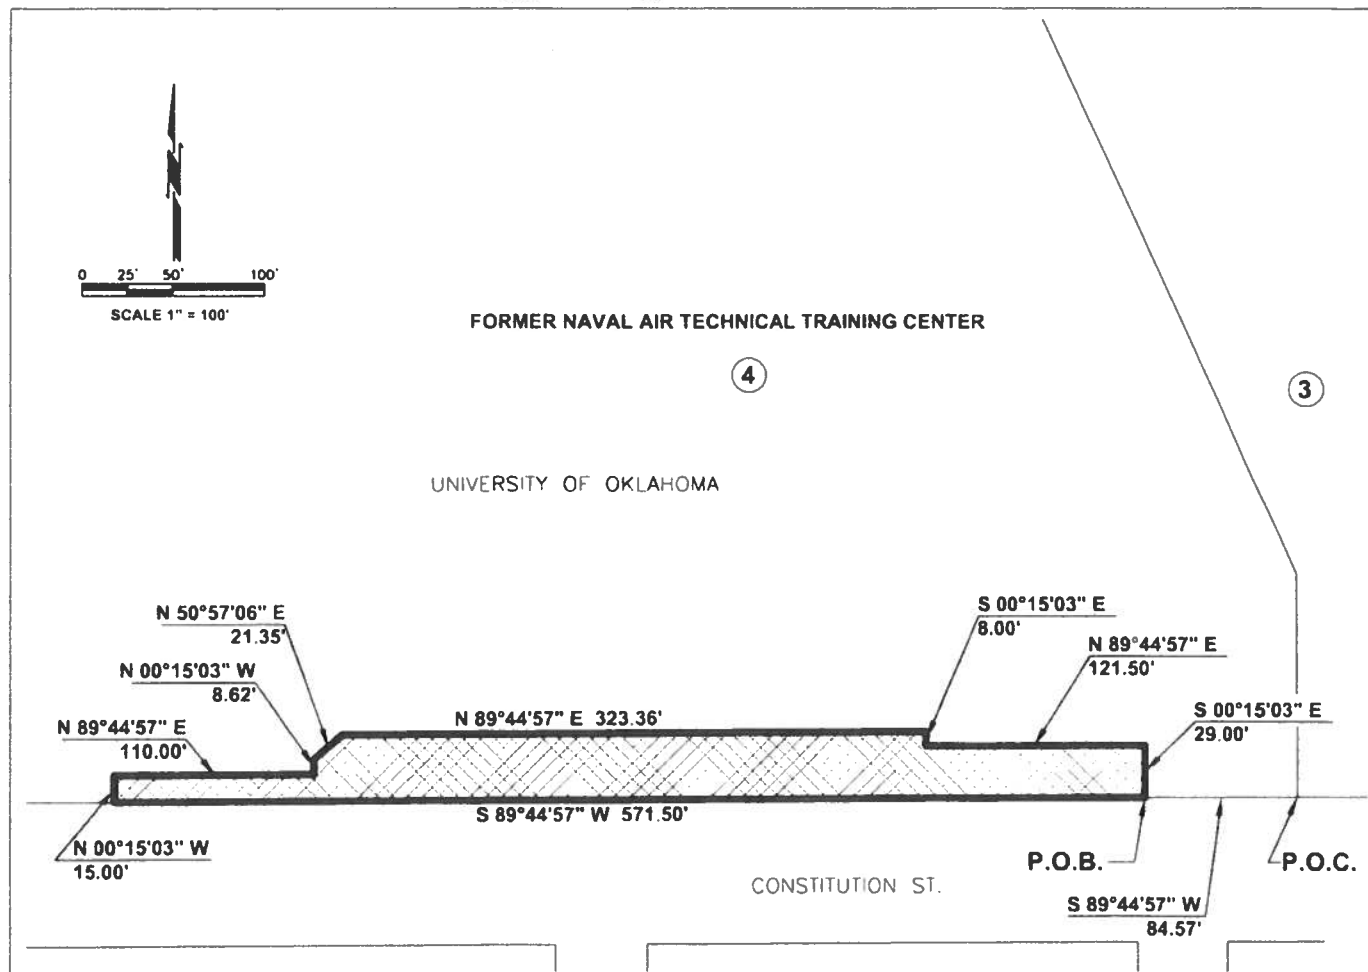 0 25' 50' 100'
SCALE 1" = 100'
FORMER NAVAL AIR TECHNICAL TRAINING CENTER
4
3
UNIVERSITY OF OKLAHOMA
N 50°57'06" E
21.35'
N 00°15'03" W
8.62'
N 89°44'57" E
110.00'
N 89°44'57" E 323.36'
S 00°15'03" E
8.00'
N 89°44'57" E
121.50'
S 00°15'03" E
29.00'
S 89°44'57" W 571.50'
N 00°15'03" W
15.00'
P.O.B.
P.O.C.
CONSTITUTION ST.
S 89°44'57" W
84.57'